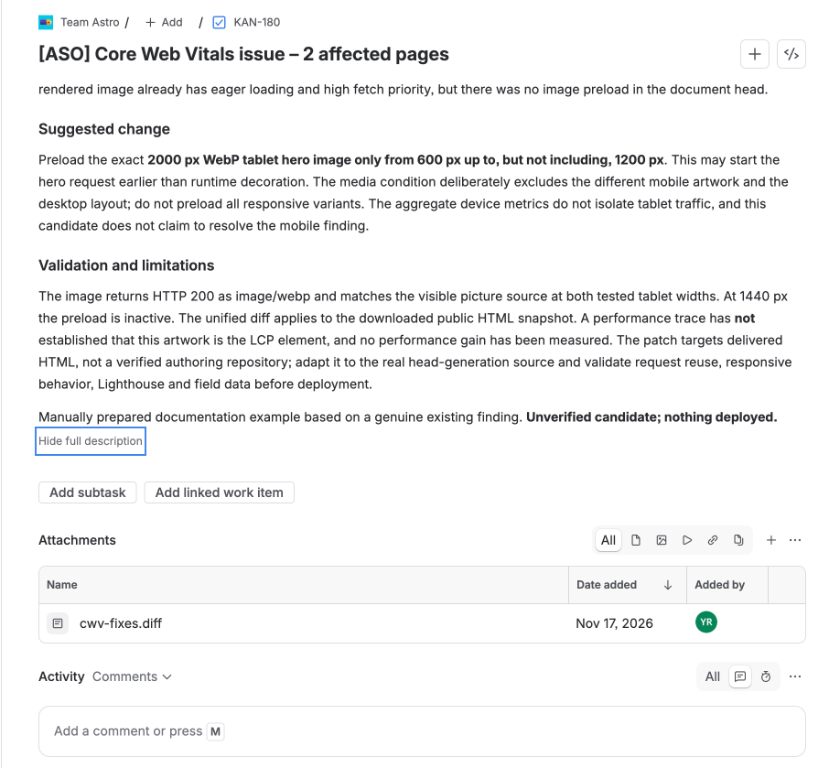 Team Astro / + Add / KAN-180
[ASO] Core Web Vitals issue – 2 affected pages
rendered image already has eager loading and high fetch priority, but there was no image preload in the document head.
Suggested change
Preload the exact 2000 px WebP tablet hero image only from 600 px up to, but not including, 1200 px. This may start the
hero request earlier than runtime decoration. The media condition deliberately excludes the different mobile artwork and the
desktop layout; do not preload all responsive variants. The aggregate device metrics do not isolate tablet traffic, and this
candidate does not claim to resolve the mobile finding.
Validation and limitations
The image returns HTTP 200 as image/webp and matches the visible picture source at both tested tablet widths. At 1440 px
the preload is inactive. The unified diff applies to the downloaded public HTML snapshot. A performance trace has not
established that this artwork is the LCP element, and no performance gain has been measured. The patch targets delivered
HTML, not a verified authoring repository; adapt it to the real head-generation source and validate request reuse, responsive
behavior, Lighthouse and field data before deployment.
Manually prepared documentation example based on a genuine existing finding. Unverified candidate; nothing deployed.
Hide full description
Add subtask Add linked work item
Attachments All
Name Date added Added by
cwv-fixes.diff Nov 17, 2026 YR
Activity Comments All
Add a comment or press M